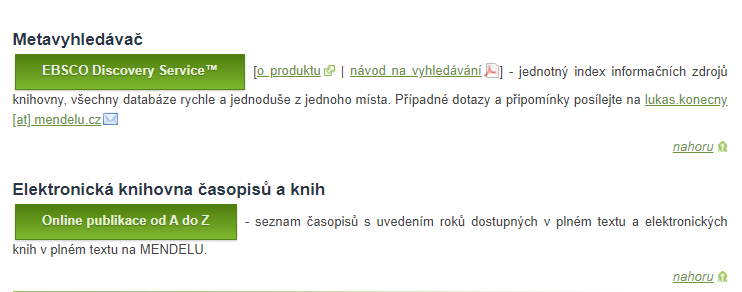 Metavyhledávač
EBSCO Discovery Service™ [o produktu | návod na vyhledávání] - jednotný index informačních zdrojů
knihovny, všechny databáze rychle a jednoduše z jednoho místa. Případné dotazy a připomínky posílejte na lukas.konecny
[at] mendelu.cz
nahoru
Elektronická knihovna časopisů a knih
Online publikace od A do Z - seznam časopisů s uvedením roků dostupných v plném textu a elektronických
knih v plném textu na MENDELU.
nahoru